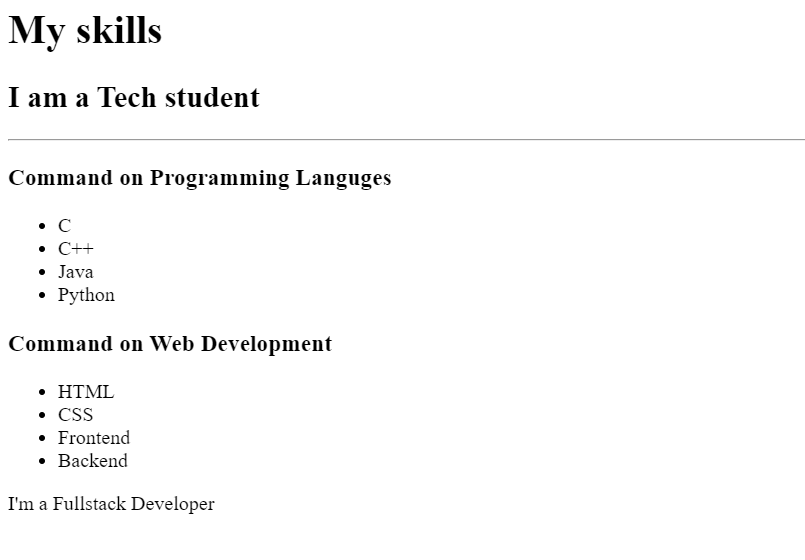 My skills
I am a Tech student
Command on Programming Languges
C
C++
Java
Python
Command on Web Development
HTML
CSS
Frontend
Backend
I'm a Fullstack Developer